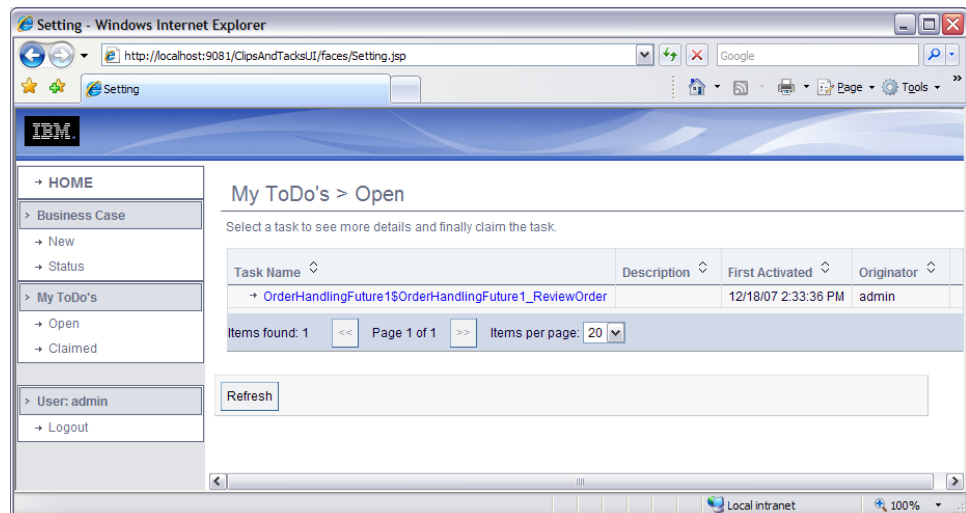 Setting - Windows Internet Explorer
http://localhost:9081/ClipsAndTacksUI/faces/Setting.jsp
Google
Setting
Page
Tools
»
IBM.
HOME
Business Case
New
Status
My ToDo's
Open
Claimed
User: admin
Logout
My ToDo's > Open
Select a task to see more details and finally claim the task.
Task Name Description First Activated Originator
OrderHandlingFuture1$OrderHandlingFuture1_ReviewOrder 12/18/07 2:33:36 PM admin
Items found: 1 << Page 1 of 1 >> Items per page: 20
Refresh
Local intranet 100%